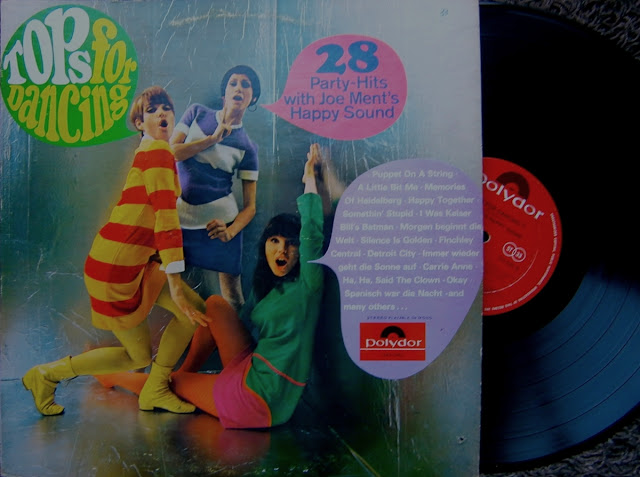 TOPS for
DANCING
28
Party-Hits
with Joe Ment's
Happy Sound
Puppet On A String ·
A Little Bit Me · Memories
Of Heidelberg · Happy Together
Somethin' Stupid · I Was Kaiser
Bill's Batman · Morgen beginnt die
Welt · Silence Is Golden · Finchley
Central · Detroit City · Immer wieder
geht die Sonne auf · Carrie Anne ·
Ha, Ha, Said The Clown · Okay
Spanisch war die Nacht · and
many others . . .
Polydor
Polydor